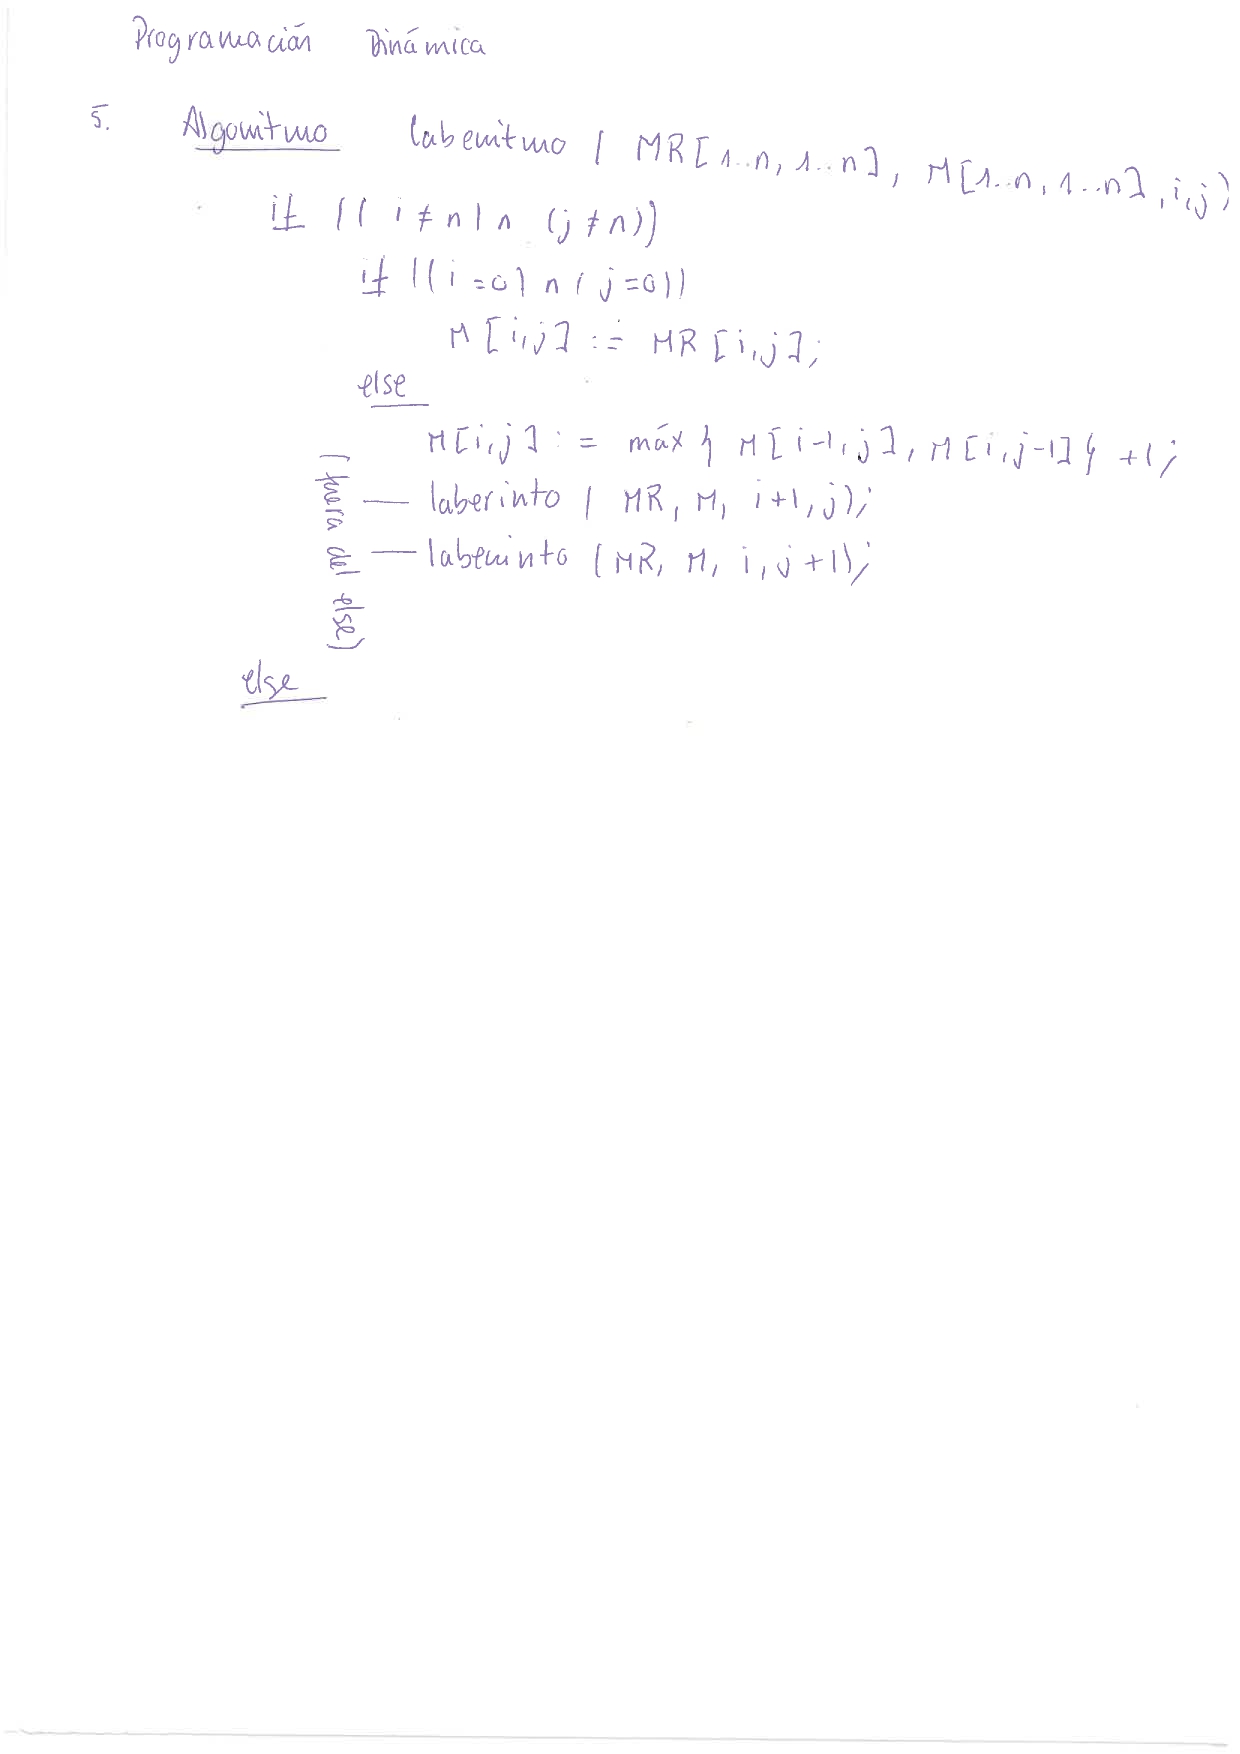 Programación Dinámica
5. Algoritmo laberinto ( MR[1..n, 1..n], M[1..n, 1..n], i,j)
if ((i ≠ n) ∧ (j ≠ n))
if ((i = 0) ∧ (j = 0))
M[i,j] := MR[i,j];
else
M[i,j] := máx { M[i-1,j], M[i,j-1] } +1;
— laberinto ( MR, M, i+1, j);
— laberinto (MR, M, i, j+1);
(fuera del else)
else